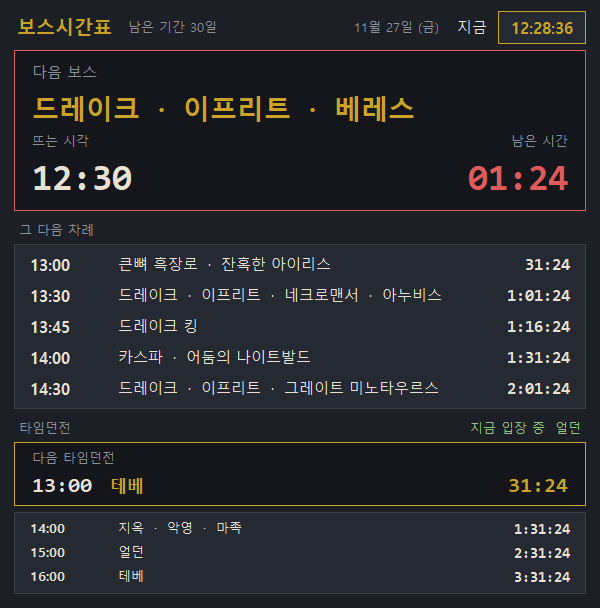 보스시간표 남은 기간 30일 11월 27일 (금) 지금 12:28:36
다음 보스
드레이크 · 이프리트 · 베레스
뜨는 시각 남은 시간
12:30 01:24
그 다음 차례
13:00 큰뼈 흑장로 · 잔혹한 아이리스 31:24
13:30 드레이크 · 이프리트 · 네크로맨서 · 아누비스 1:01:24
13:45 드레이크 킹 1:16:24
14:00 카스파 · 어둠의 나이트발드 1:31:24
14:30 드레이크 · 이프리트 · 그레이트 미노타우르스 2:01:24
타임던전 지금 입장 중 얼던
다음 타임던전
13:00 테베 31:24
14:00 지옥 · 악영 · 마족 1:31:24
15:00 얼던 2:31:24
16:00 테베 3:31:24